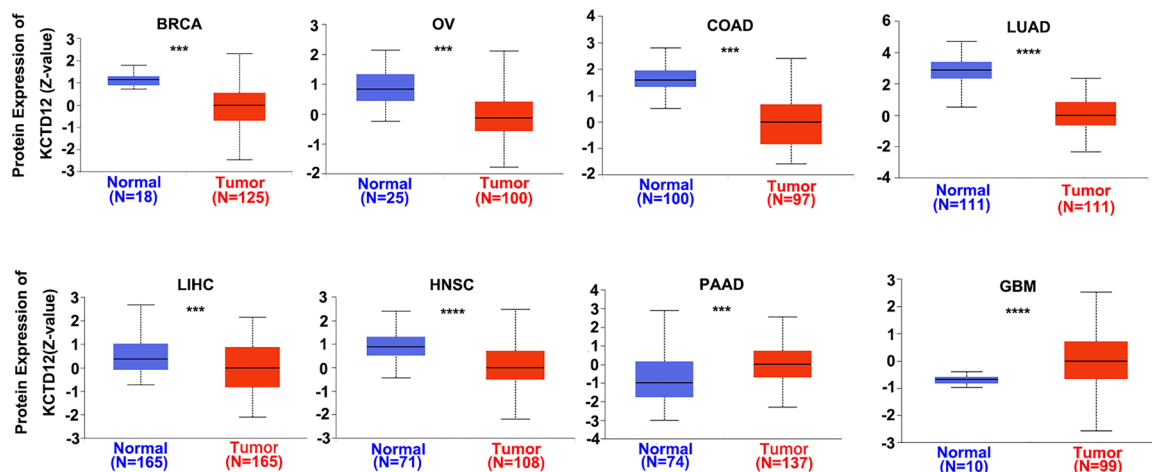 Protein Expression of
KCTD12 (Z-value)
BRCA
***
3
2
1
0
-1
-2
-3
Normal
(N=18)
Tumor
(N=125)
OV
***
3
2
1
0
-1
-2
Normal
(N=25)
Tumor
(N=100)
COAD
***
4
3
2
1
0
-1
-2
Normal
(N=100)
Tumor
(N=97)
LUAD
****
6
4
2
0
-2
-4
Normal
(N=111)
Tumor
(N=111)
Protein Expression of
KCTD12(Z-value)
LIHC
***
3
2
1
0
-1
-2
-3
Normal
(N=165)
Tumor
(N=165)
HNSC
****
3
2
1
0
-1
-2
-3
Normal
(N=71)
Tumor
(N=108)
PAAD
***
4
3
2
1
0
-1
-2
-3
-4
Normal
(N=74)
Tumor
(N=137)
GBM
****
3
2
1
0
-1
-2
-3
Normal
(N=10)
Tumor
(N=99)